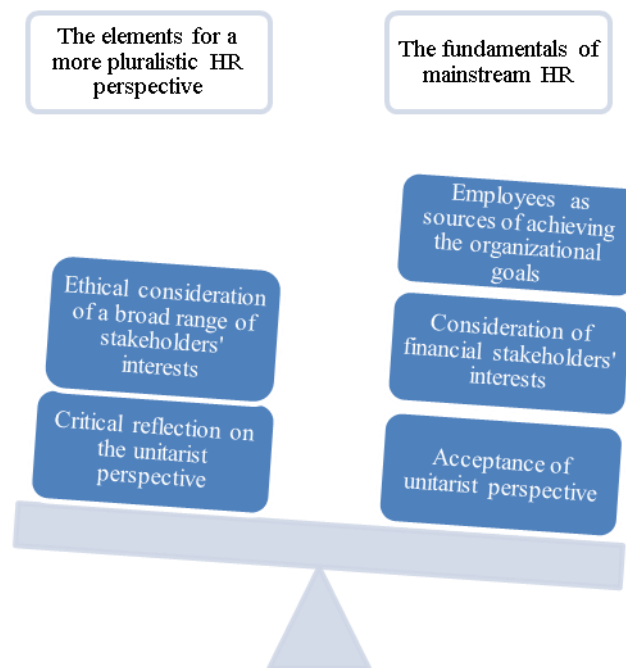 The elements for a
more pluralistic HR
perspective
The fundamentals of
mainstream HR
Ethical consideration
of a broad range of
stakeholders'
interests
Critical reflection on
the unitarist
perspective
Employees as
sources of achieving
the organizational
goals
Consideration of
financial stakeholders'
interests
Acceptance of
unitarist perspective